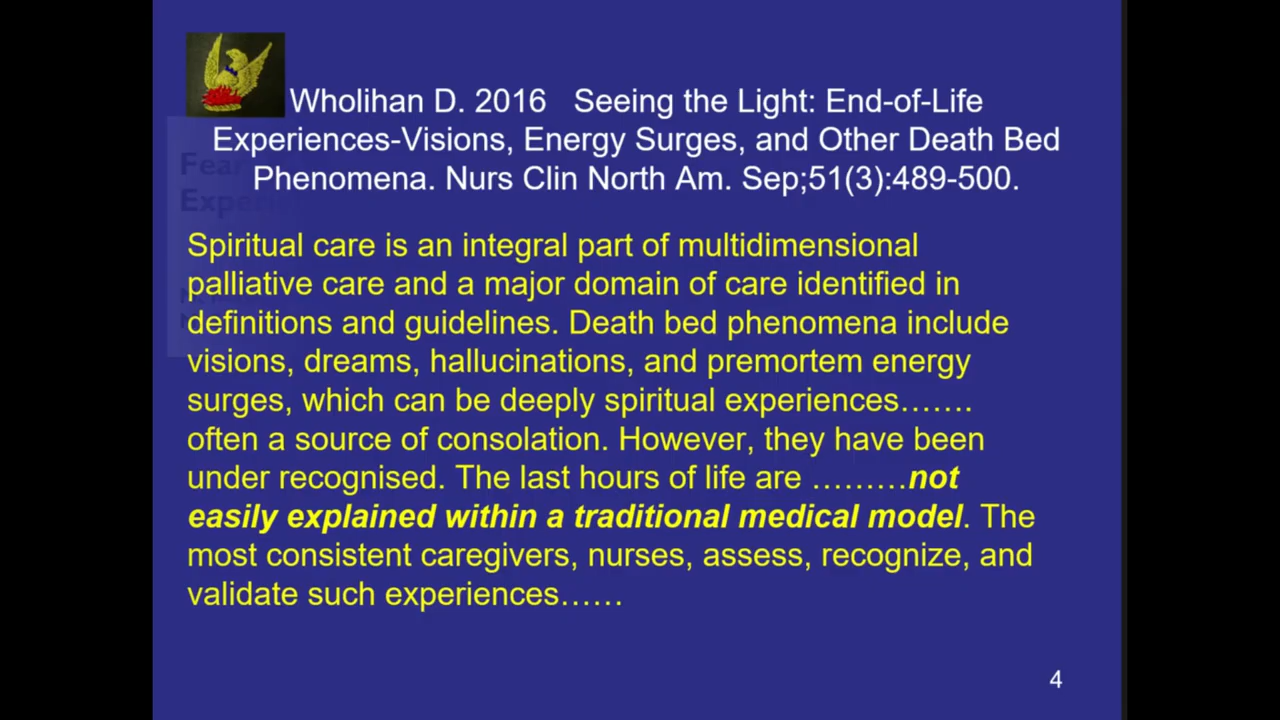 Wholihan D. 2016 Seeing the Light: End-of-Life
Experiences-Visions, Energy Surges, and Other Death Bed
Phenomena. Nurs Clin North Am. Sep;51(3):489-500.
Fear
Expe
Spiritual care is an integral part of multidimensional
palliative care and a major domain of care identified in
definitions and guidelines. Death bed phenomena include
visions, dreams, hallucinations, and premortem energy
surges, which can be deeply spiritual experiences…….
often a source of consolation. However, they have been
under recognised. The last hours of life are ………not
easily explained within a traditional medical model. The
most consistent caregivers, nurses, assess, recognize, and
validate such experiences……
4